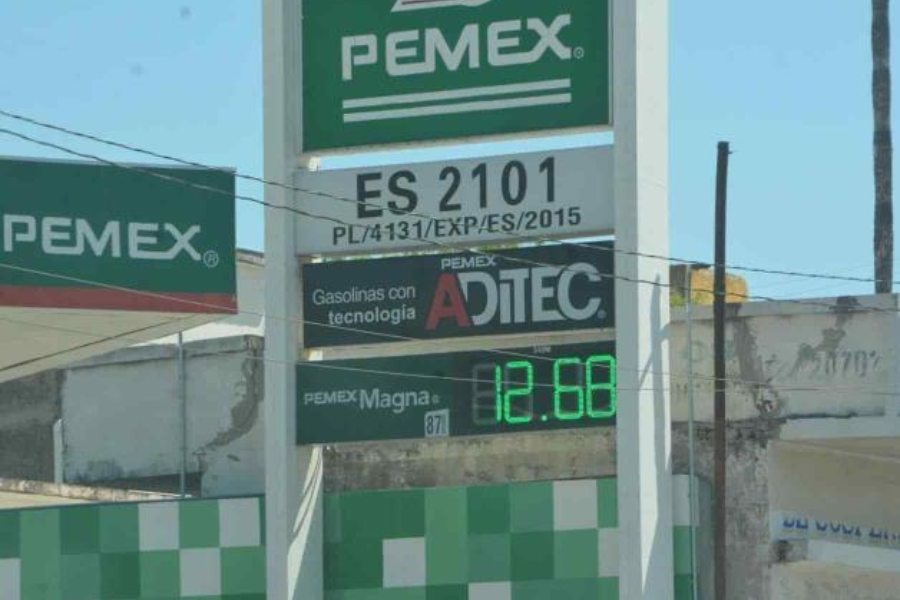 PEMEX®
ES 2101
PL/4131/EXP/ES/2015
PEMEX®
PEMEX
Gasolinas con
tecnología
ADITEC®
PEMEX Magna®
87
12.68